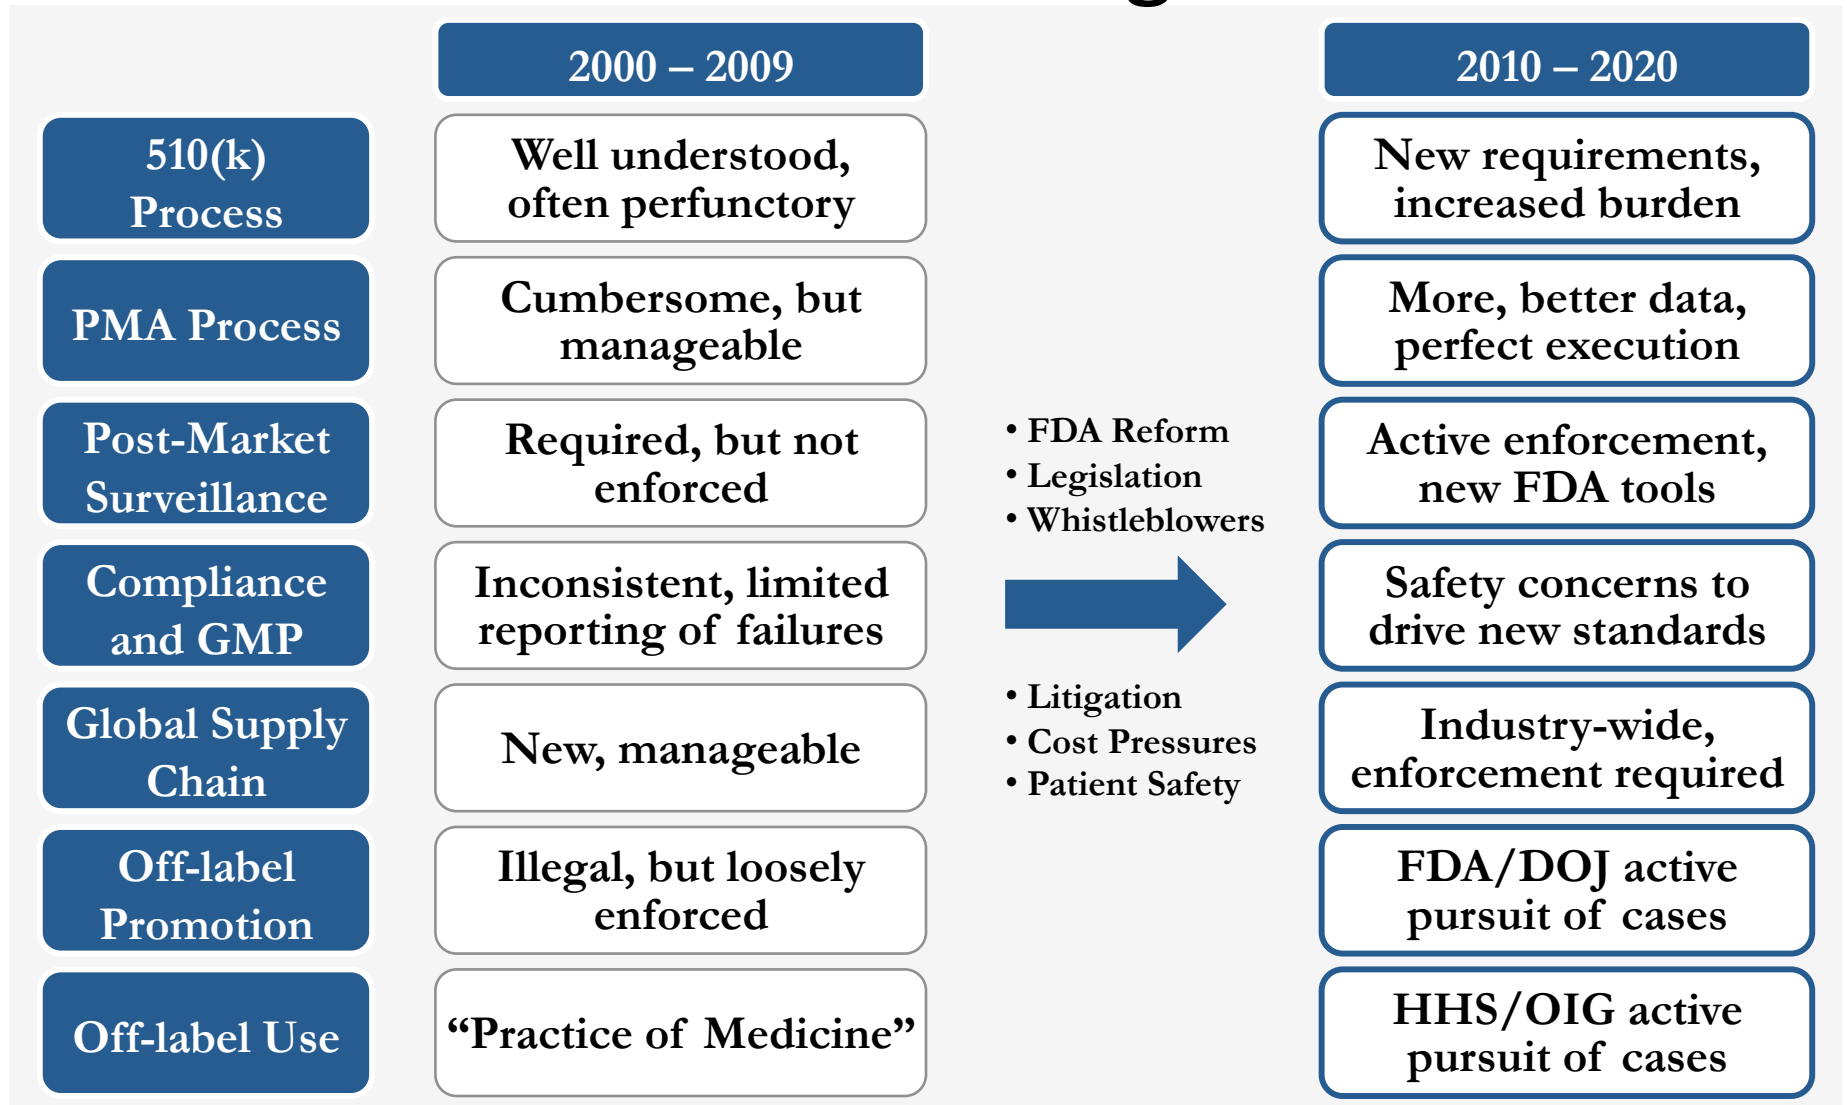 2000 – 2009
2010 – 2020
510(k)
Process
Well understood,
often perfunctory
New requirements,
increased burden
PMA Process
Cumbersome, but
manageable
More, better data,
perfect execution
Post-Market
Surveillance
Required, but not
enforced
• FDA Reform
• Legislation
• Whistleblowers
Active enforcement,
new FDA tools
Compliance
and GMP
Inconsistent, limited
reporting of failures
Safety concerns to
drive new standards
Global Supply
Chain
New, manageable
• Litigation
• Cost Pressures
• Patient Safety
Industry-wide,
enforcement required
Off-label
Promotion
Illegal, but loosely
enforced
FDA/DOJ active
pursuit of cases
Off-label Use
“Practice of Medicine”
HHS/OIG active
pursuit of cases